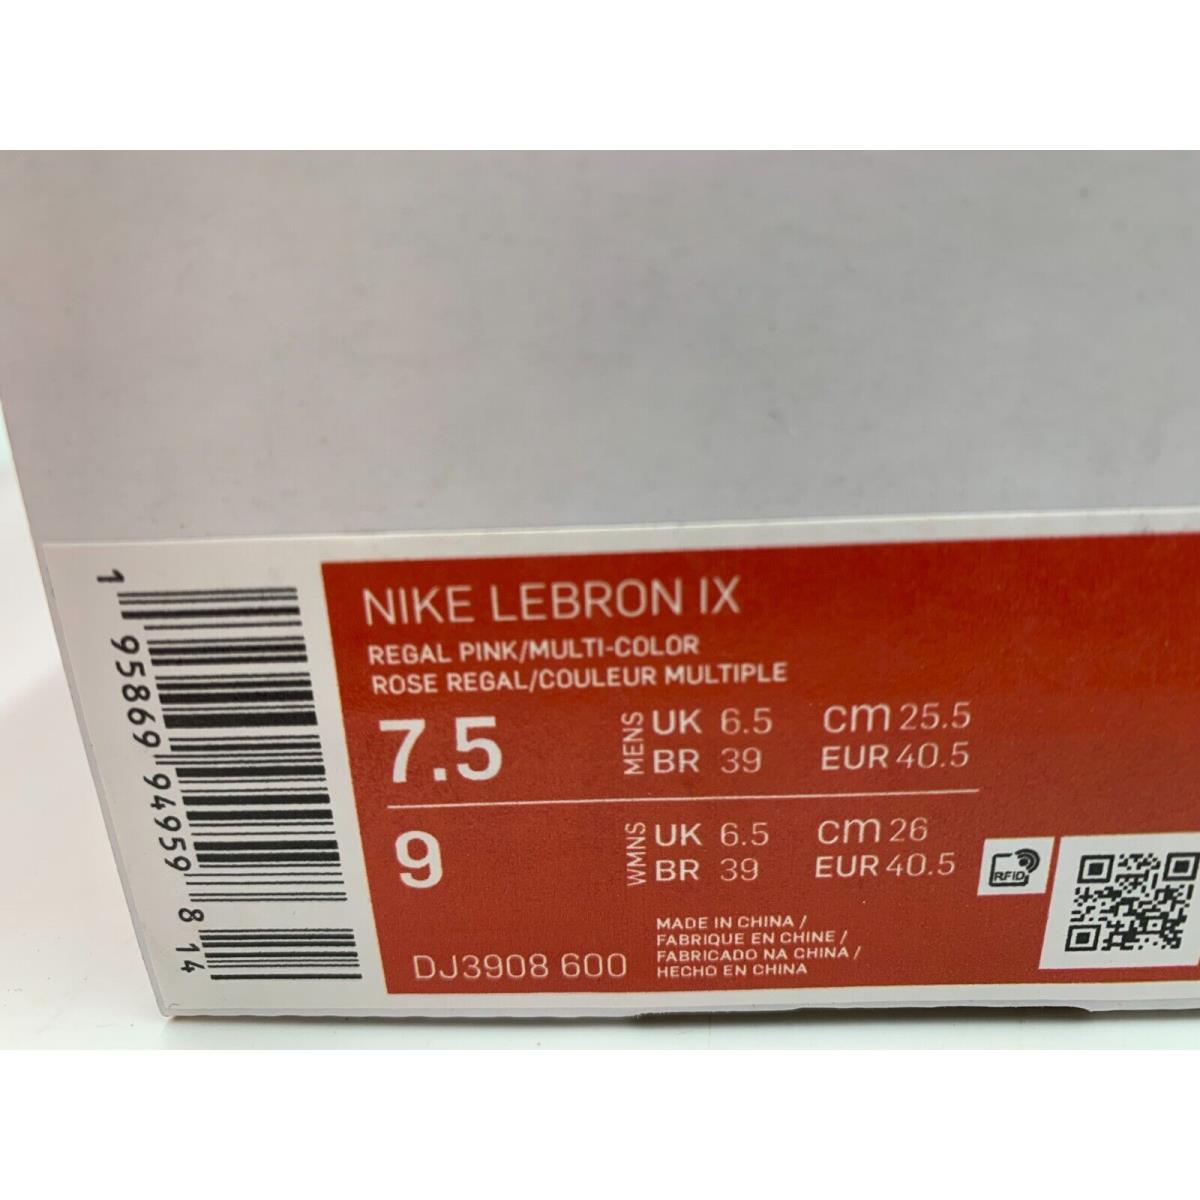 1 95869 94959 8 14
NIKE LEBRON IX
REGAL PINK/MULTI-COLOR
ROSE REGAL/COULEUR MULTIPLE
7.5 MENS UK 6.5 cm 25.5
BR 39 EUR 40.5
9 WMNS UK 6.5 cm 26
BR 39 EUR 40.5
RFID
DJ3908 600
MADE IN CHINA /
FABRIQUE EN CHINE /
FABRICADO NA CHINA /
HECHO EN CHINA